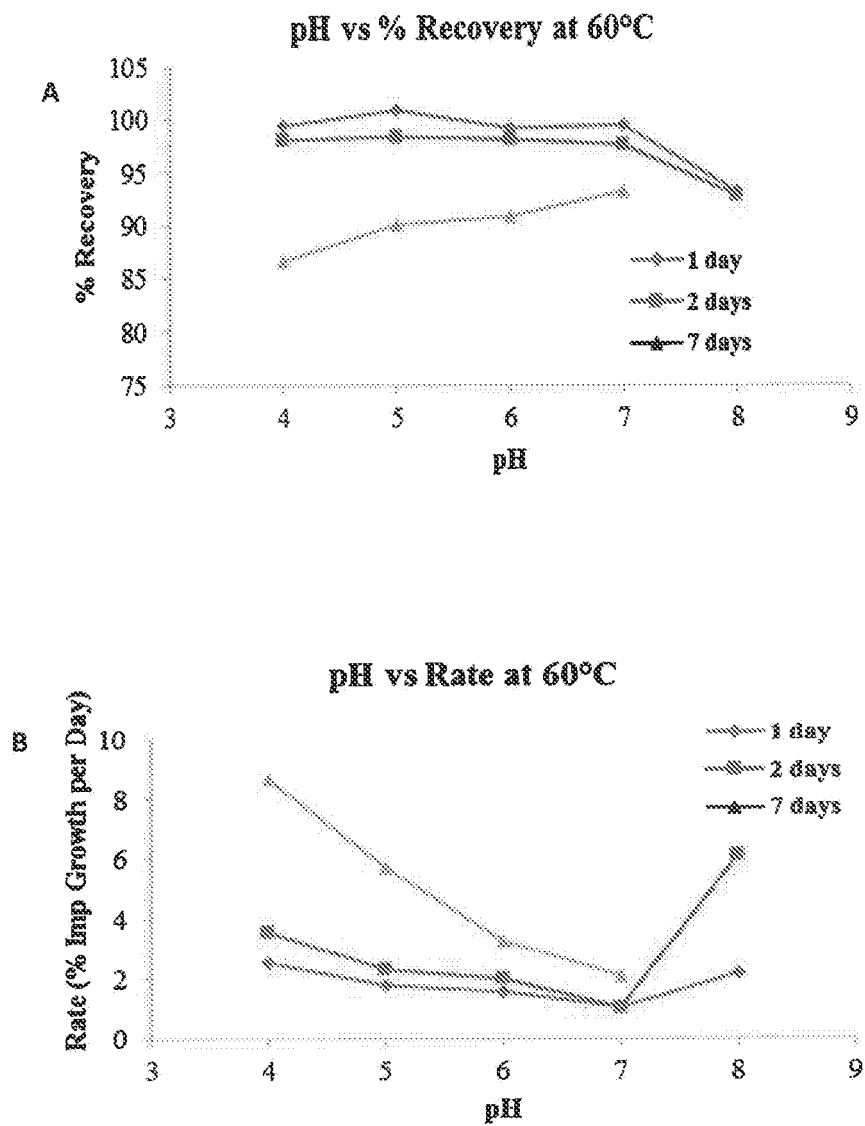 pH vs % Recovery at 60°C
A
% Recovery
105
100
95
90
85
80
75
1 day
2 days
7 days
3 4 5 6 7 8 9
pH
pH vs Rate at 60°C
B
Rate (% Imp Growth per Day)
10
8
6
4
2
0
1 day
2 days
7 days
3 4 5 6 7 8 9
pH